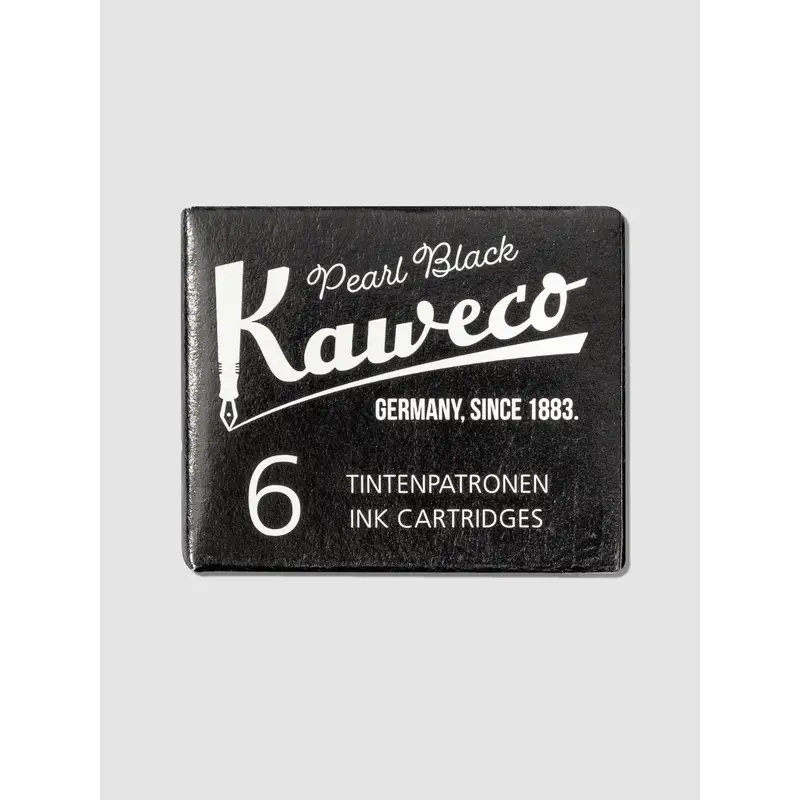 Pearl Black
Kaweco
GERMANY, SINCE 1883.
6
TINTENPATRONEN
INK CARTRIDGES